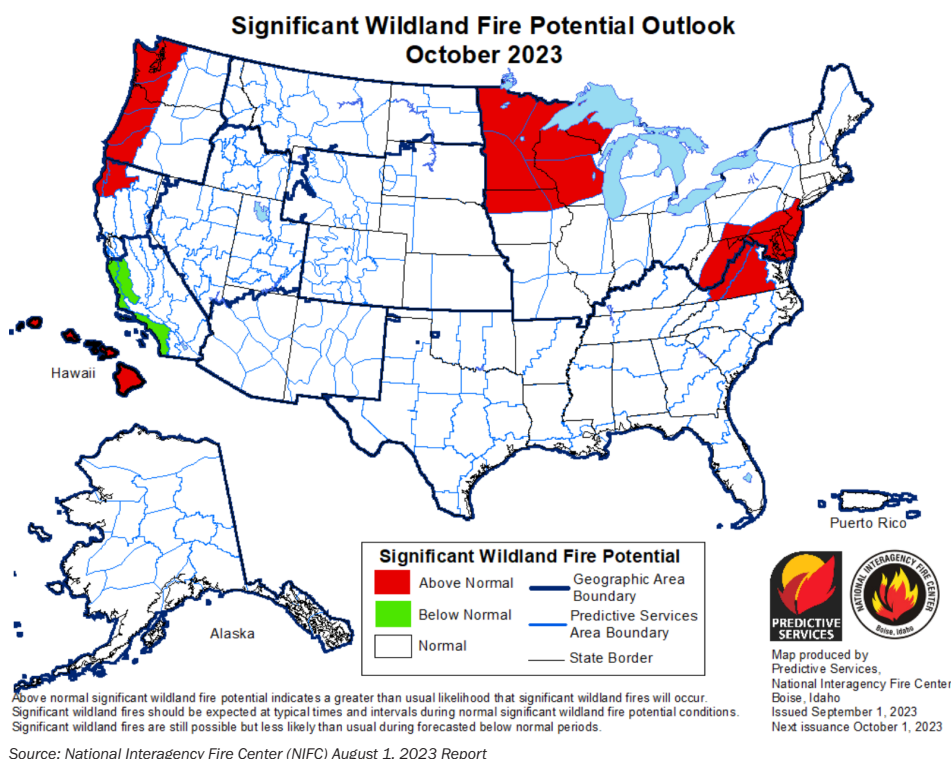 Significant Wildland Fire Potential Outlook
October 2023
Hawaii
Puerto Rico
Alaska
Significant Wildland Fire Potential
Above Normal
Below Normal
Normal
Geographic Area
Boundary
Predictive Services
Area Boundary
State Border
PREDICTIVE
SERVICES
NATIONAL INTERAGENCY FIRE CENTER
Boise, Idaho
Map produced by
Predictive Services,
National Interagency Fire Center
Boise, Idaho
Issued September 1, 2023
Next issuance October 1, 2023
Above normal significant wildland fire potential indicates a greater than usual likelihood that significant wildland fires will occur.
Significant wildland fires should be expected at typical times and intervals during normal significant wildland fire potential conditions.
Significant wildland fires are still possible but less likely than usual during forecasted below normal periods.
Source: National Interagency Fire Center (NIFC) August 1, 2023 Report